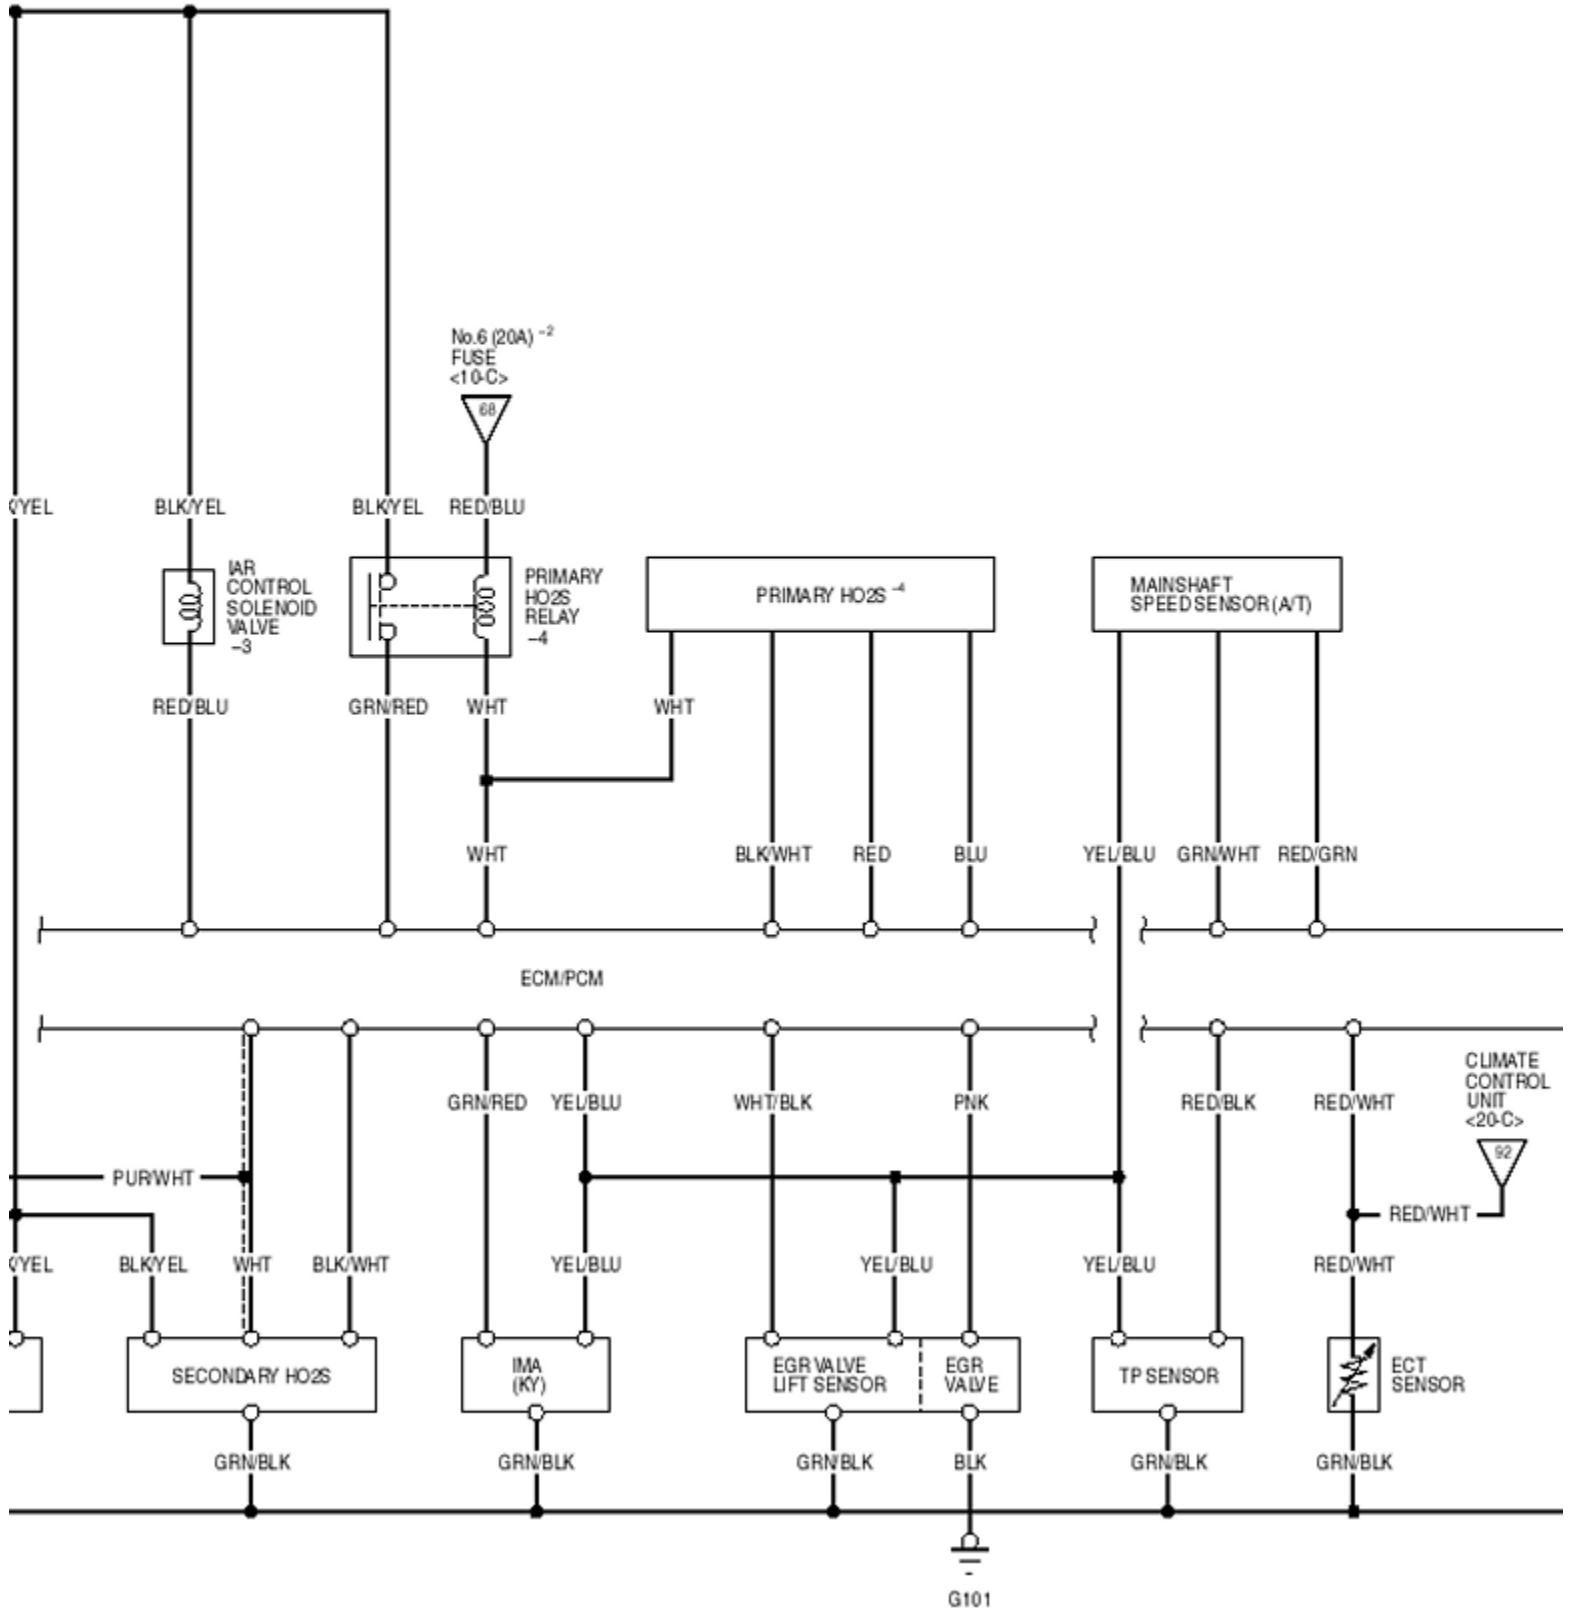 No.6 (20A) –2
FUSE
<10-C>
68
/YEL
BLK/YEL
BLK/YEL
RED/BLU
IAR
CONTROL
SOLENOID
VALVE
–3
PRIMARY
HO2S
RELAY
–4
PRIMARY HO2S –4
MAINSHAFT
SPEED SENSOR (A/T)
RED/BLU
GRN/RED
WHT
WHT
WHT
BLK/WHT
RED
BLU
YEL/BLU
GRN/WHT
RED/GRN
ECM/PCM
CLIMATE
CONTROL
UNIT
<20-C>
92
GRN/RED
YEL/BLU
WHT/BLK
PNK
RED/BLK
RED/WHT
PUR/WHT
RED/WHT
/YEL
BLK/YEL
WHT
BLK/WHT
YEL/BLU
YEL/BLU
YEL/BLU
RED/WHT
SECONDARY HO2S
IMA
(KY)
EGR VALVE
LIFT SENSOR
EGR
VALVE
TP SENSOR
ECT
SENSOR
GRN/BLK
GRN/BLK
GRN/BLK
BLK
GRN/BLK
GRN/BLK
G101